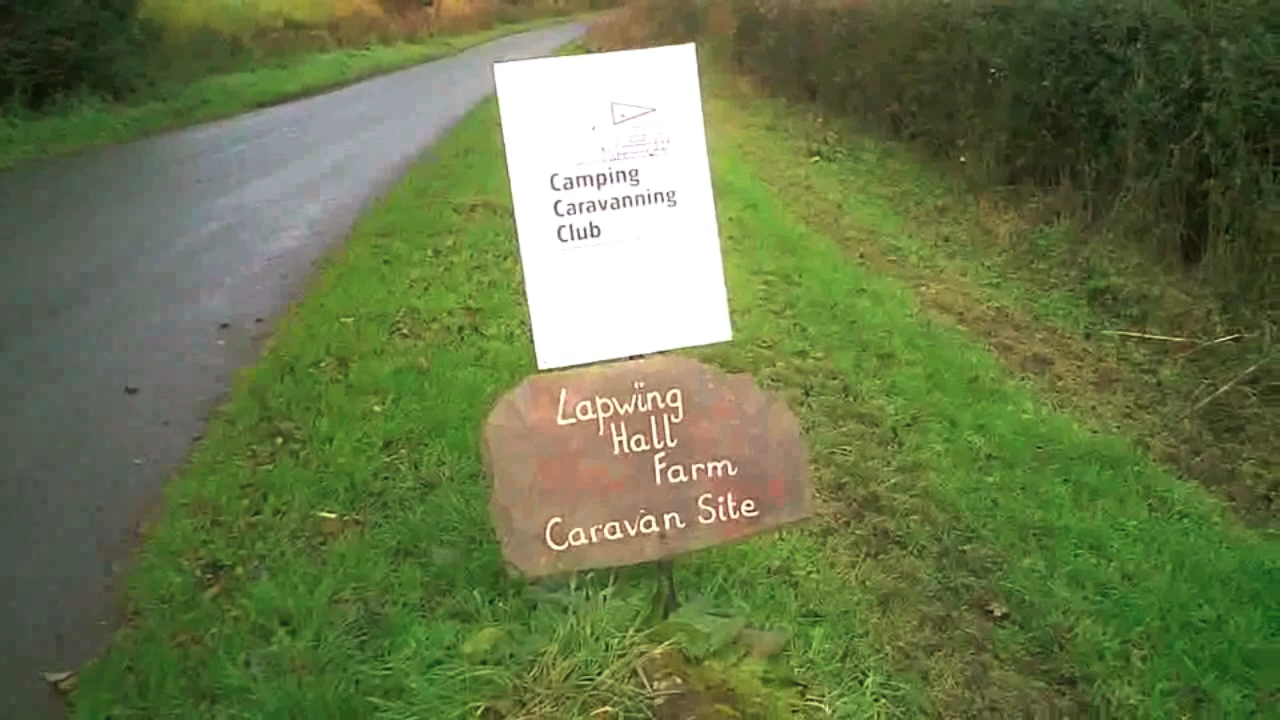 Camping
Caravanning
Club
Lapwing
Hall
Farm
Caravan Site